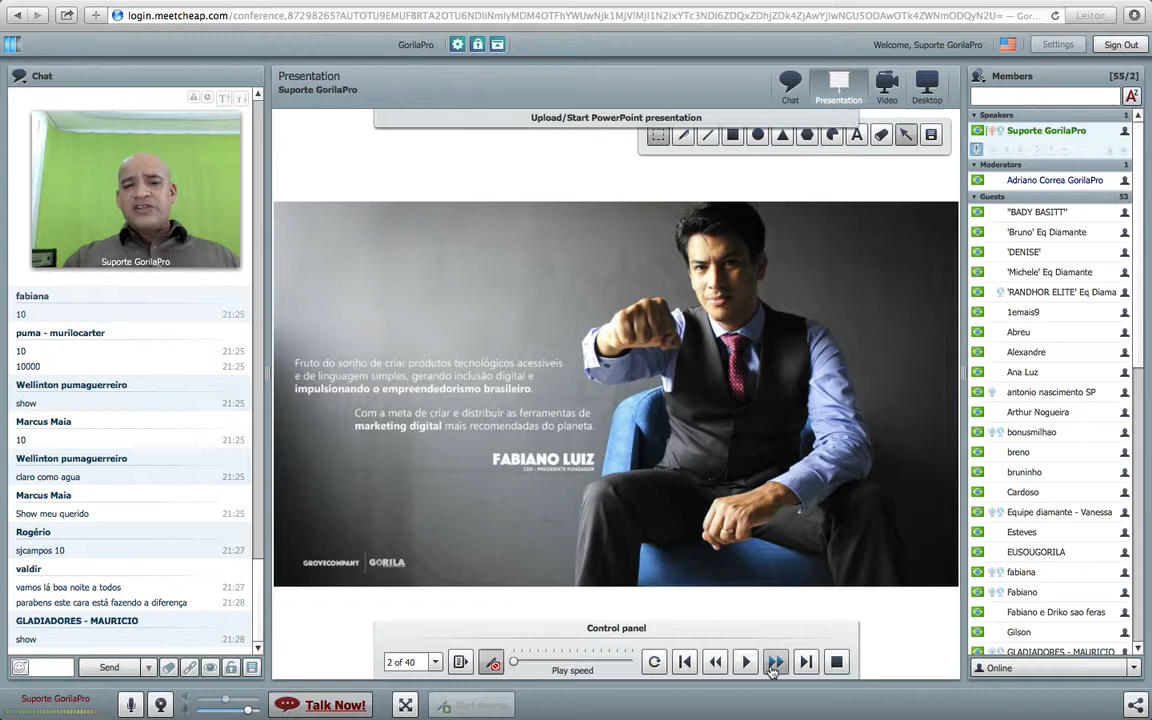 login.meetcheap.com/conference,87298265?AUTOTU9EMUFBRTA2OTU6NDliNmIyMDM4OTFhYWUwNjk1MjVlMjI1N2IxYTc3NDI6ZDQxZDhjZDk4ZjAwYjIwNGU5ODAwOTk4ZWNmODQyN2U= — Gor...
Leitor
GorilaPro
Welcome, Suporte GorilaPro
Settings
Sign Out
Chat
Suporte GorilaPro
fabiana
10 21:25
puma - murilocarter
10 21:25
10000 21:25
Wellinton pumaguerreiro
show 21:25
Marcus Maia
10 21:25
Wellinton pumaguerreiro
claro como agua 21:25
Marcus Maia
Show meu querido 21:25
Rogério
sjcampos 10 21:27
valdir
vamos lá boa noite a todos 21:27
parabens este cara está fazendo a diferença 21:28
GLADIADORES - MAURICIO
show 21:28
Send
Suporte GorilaPro
Talk Now!
Presentation
Suporte GorilaPro
Chat
Presentation
Video
Desktop
Upload/Start PowerPoint presentation
A
Fruto do sonho de criar produtos tecnológicos acessíveis
e de linguagem simples, gerando inclusão digital e
impulsionando o empreendedorismo brasileiro.
Com a meta de criar e distribuir as ferramentas de
marketing digital mais recomendadas do planeta.
FABIANO LUIZ
CEO - PRESIDENTE FUNDADOR
GROVECOMPANY | GORILA
Control panel
2 of 40
Play speed
Members [55/2]
Speakers 1
Suporte GorilaPro
Moderators 1
Adriano Correa GorilaPro
Guests 53
"BADY BASITT"
'Bruno' Eq Diamante
'DENISE'
'Michele' Eq Diamante
'RANDHOR ELITE' Eq Diama
1emais9
Abreu
Alexandre
Ana Luz
antonio nascimento SP
Arthur Nogueira
bonusmilhao
breno
bruninho
Cardoso
Equipe diamante - Vanessa
Esteves
EUSOUGORILA
fabiana
Fabiano
Fabiano e Driko sao feras
Gilson
GLADIADORES - MAURICIO
Online